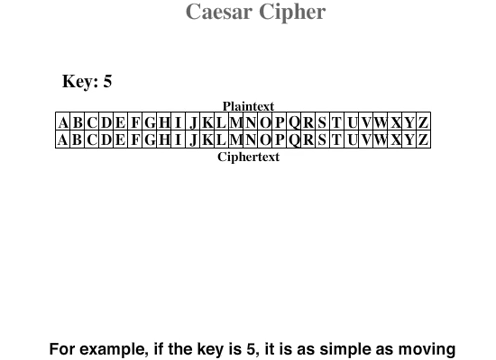 Caesar Cipher
Key: 5
Plaintext
A B C D E F G H I J K L M N O P Q R S T U V W X Y Z
A B C D E F G H I J K L M N O P Q R S T U V W X Y Z
Ciphertext
For example, if the key is 5, it is as simple as moving